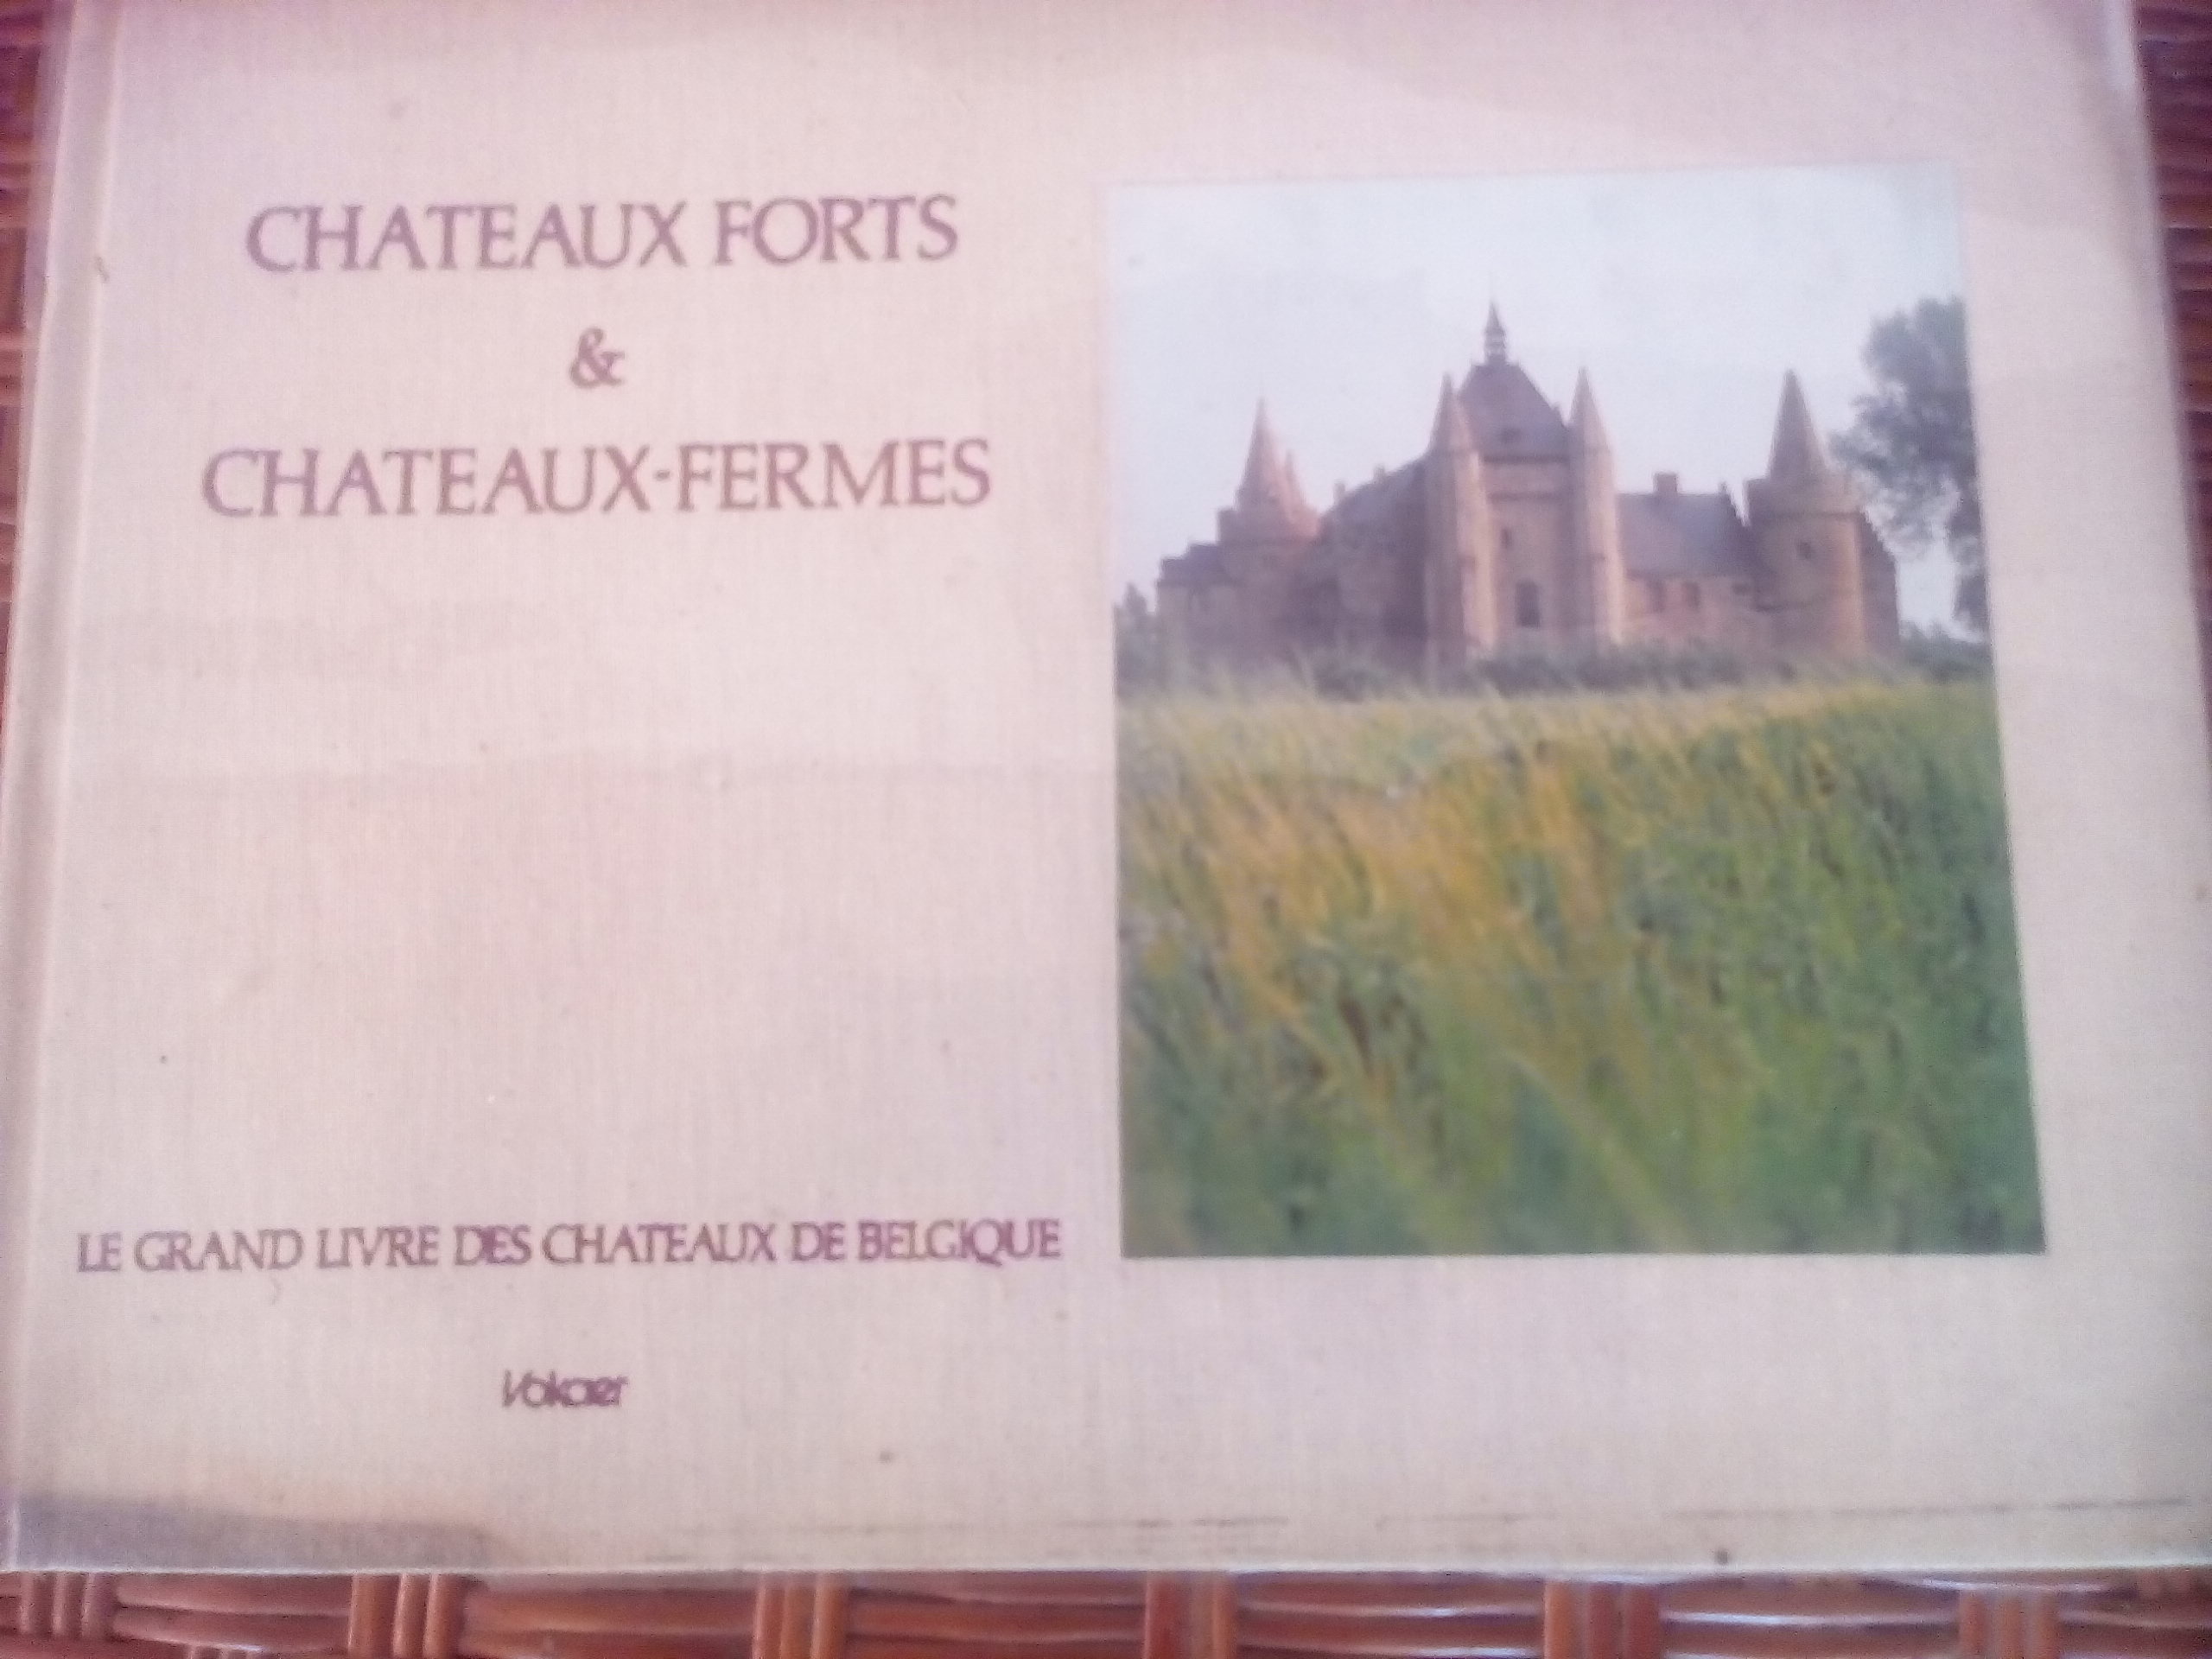 CHATEAUX FORTS
&
CHATEAUX-FERMES
LE GRAND LIVRE DES CHATEAUX DE BELGIQUE
Vokaer